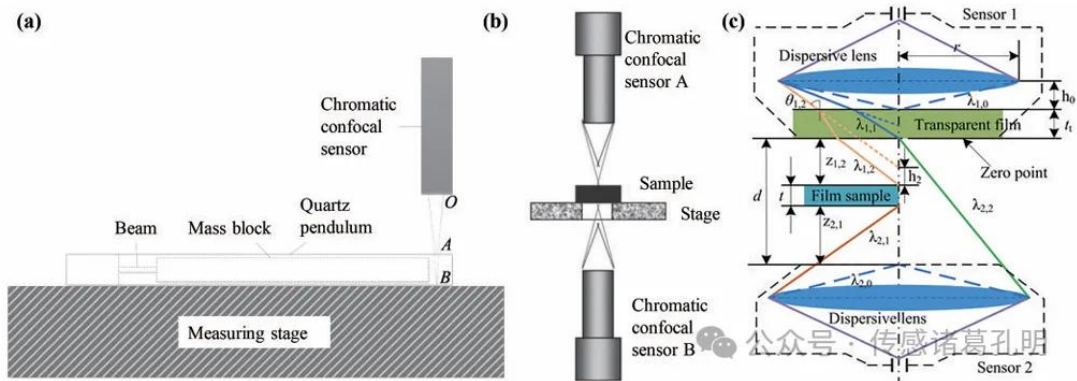 (a)
Chromatic
confocal
sensor
O
Quartz
pendulum
Mass block
Beam
A
B
Measuring stage
(b)
Chromatic
confocal
sensor A
Sample
Stage
Chromatic
confocal
sensor B
(c)
Sensor 1
Dispersive lens
r
h₀
θ₁,₂
λ₁,₀
λ₁,₁
Transparent film
tₜ
Zero point
z₁,₂
λ₁,₂
h₂
d
t
Film sample
z₂,₁
λ₂,₁
λ₂,₂
λ₂,₀
Dispersive lens
Sensor 2
公众号 · 传感诸葛孔明